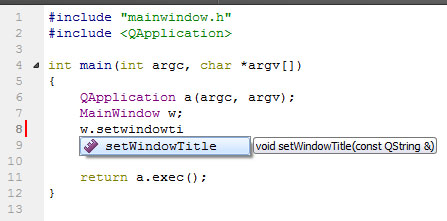 1 #include "mainwindow.h"
2 #include <QApplication>
3
4 int main(int argc, char *argv[])
5 {
6 QApplication a(argc, argv);
7 MainWindow w;
8 w.setwindowti
9 setWindowTitle void setWindowTitle(const QString &)
10
11 return a.exec();
12 }
13